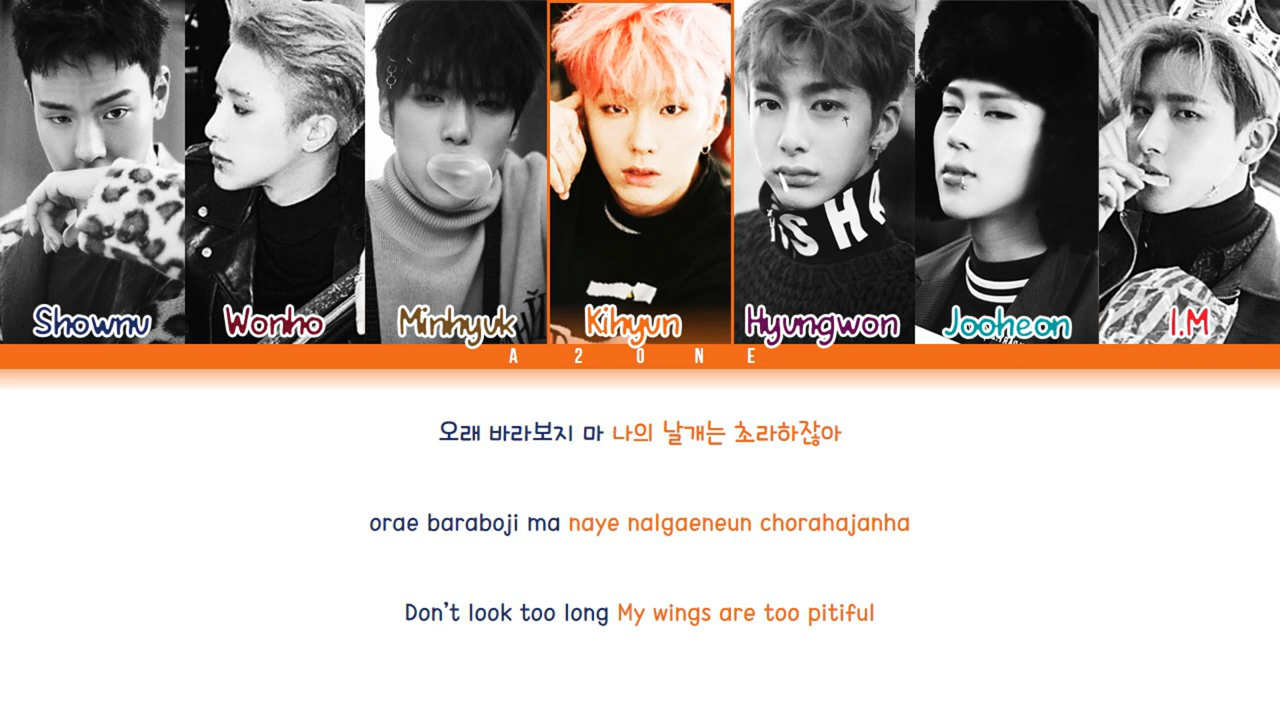 IS HA
Shownu Wonho Minhyuk Kihyun Hyungwon Jooheon I.M
A 2 O N E
오래 바라보지 마 나의 날개는 초라하잖아
orae baraboji ma naye nalgaeneun chorahajanha
Don't look too long My wings are too pitiful